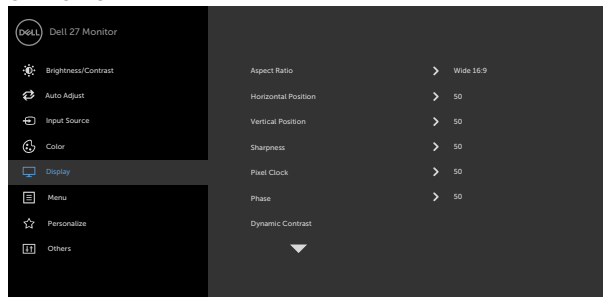 DELL Dell 27 Monitor
Brightness/Contrast
Auto Adjust
Input Source
Color
Display
Menu
Personalize
Others
Aspect Ratio Wide 16:9
Horizontal Position 50
Vertical Position 50
Sharpness 50
Pixel Clock 50
Phase 50
Dynamic Contrast